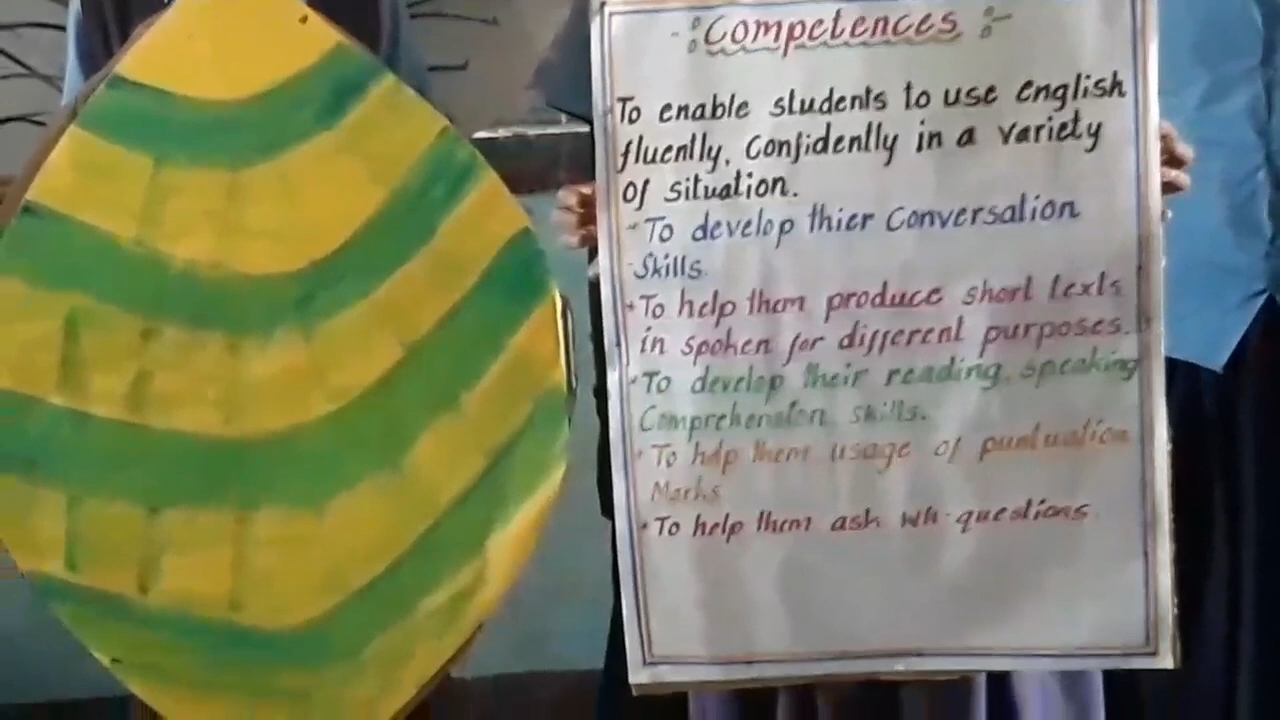 -:Competences:-
To enable students to use English
fluently, Confidently in a variety
of situation.
- To develop thier Conversation
Skills.
• To help them produce short texts
in spoken for different purposes.
• To develop their reading, speaking
Comprehension skills.
• To help them usage of puntuation
Marks
• To help them ask wh-questions